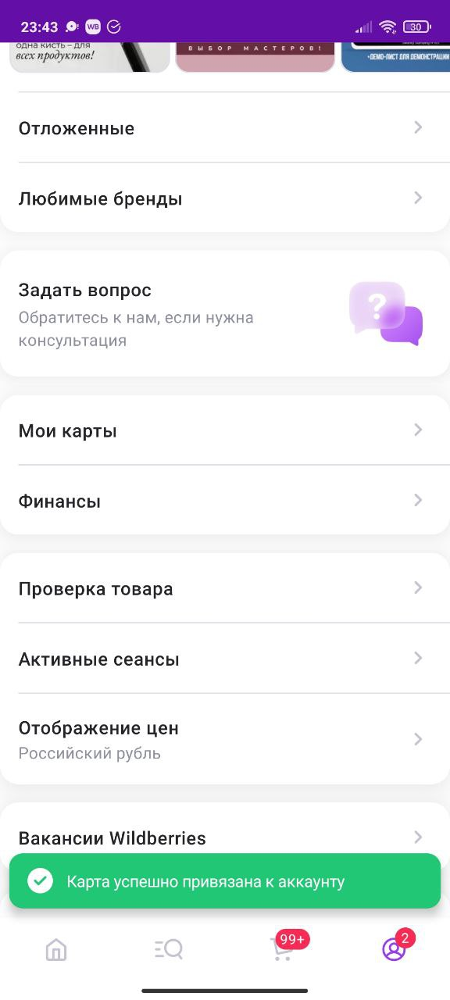 23:43
WB
30
одна кисть – для
всех продуктов!
ВЫБОР МАСТЕРОВ!
•ДЕМО-ЛИСТ ДЛЯ ДЕМОНСТРАЦИИ
Отложенные
Любимые бренды
Задать вопрос
Обратитесь к нам, если нужна
консультация
?
Мои карты
Финансы
Проверка товара
Активные сеансы
Отображение цен
Российский рубль
Вакансии Wildberries
Карта успешно привязана к аккаунту
99+
2